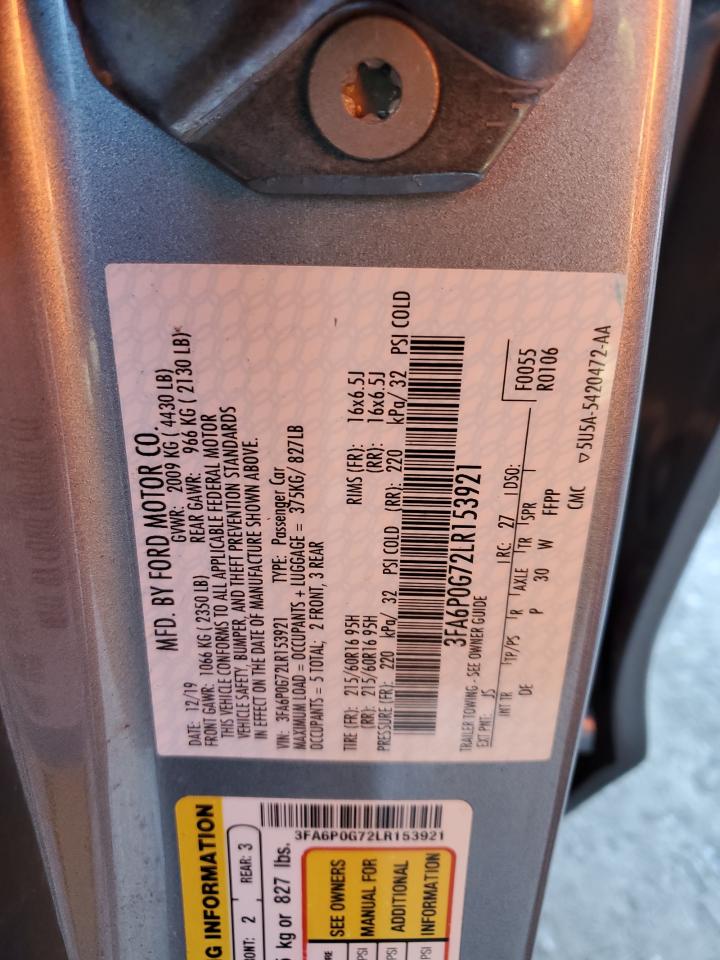 MFD. BY FORD MOTOR CO.
DATE: 12/19 GVWR: 2009 KG ( 4430 LB)
FRONT GAWR: 1066 KG ( 2350 LB) REAR GAWR: 966 KG ( 2130 LB)*
THIS VEHICLE CONFORMS TO ALL APPLICABLE FEDERAL MOTOR
VEHICLE SAFETY, BUMPER, AND THEFT PREVENTION STANDARDS
IN EFFECT ON THE DATE OF MANUFACTURE SHOWN ABOVE.
VIN: 3FA6P0G72LR153921 TYPE: Passenger Car
MAXIMUM LOAD = OCCUPANTS + LUGGAGE = 375KG/ 827LB
OCCUPANTS = 5 TOTAL; 2 FRONT, 3 REAR
TIRE (FR): 215/60R16 95H RIMS (FR): 16x6.5J
(RR): 215/60R16 95H (RR): 16x6.5J
PRESSURE (FR): 220 kPa/ 32 PSI COLD (RR): 220 kPa/ 32 PSI COLD
3FA6P0G72LR153921
TRAILER TOWING - SEE OWNER GUIDE
EXT PNT: JS RC: 27 DSO: F0055
INT TR TP/PS R AXLE TR SPR R0106
DE P 30 W FFPP
CMC ▽5U5A-5420472-AA
G INFORMATION
RONT: 2 REAR: 3
kg or 827 lbs.
3FA6P0G72LR153921
SEE OWNERS
MANUAL FOR
ADDITIONAL
INFORMATION
PSI
PSI
PSI